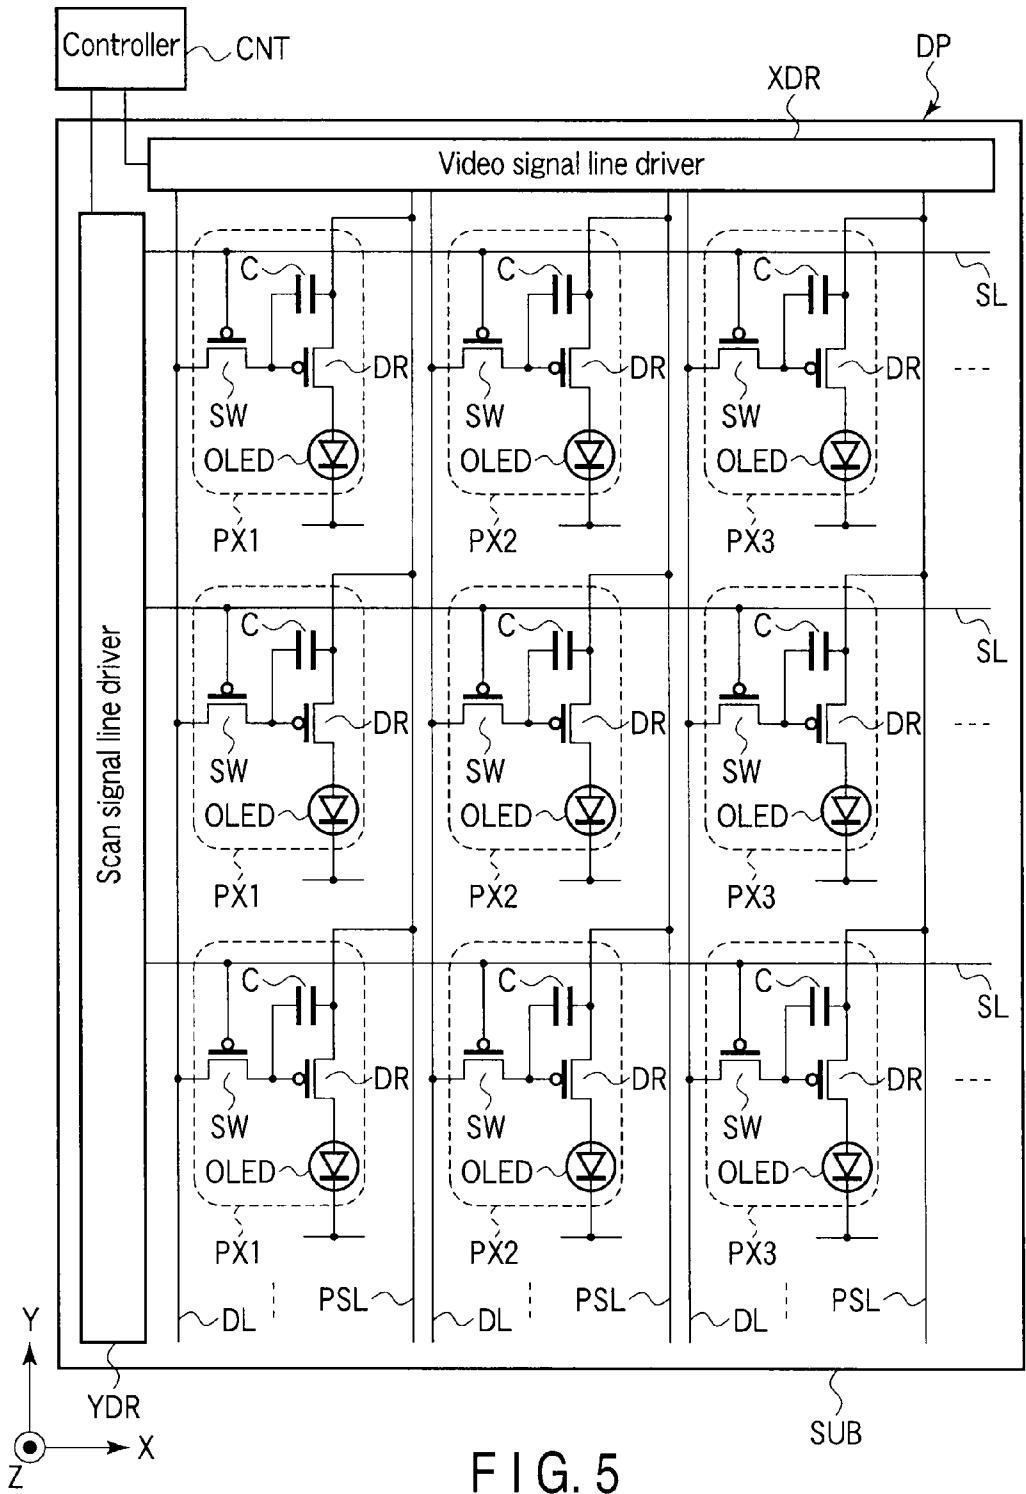 Controller
CNT
DP
XDR
Video signal line driver
C
C
C
SL
DR
DR
DR
SW
SW
SW
OLED
OLED
OLED
PX1
PX2
PX3
Scan signal line driver
C
C
C
SL
DR
DR
DR
SW
SW
SW
OLED
OLED
OLED
PX1
PX2
PX3
C
C
C
SL
DR
DR
DR
SW
SW
SW
OLED
OLED
OLED
PX1
PX2
PX3
DL
PSL
DL
PSL
DL
PSL
Y
YDR
SUB
X
Z
FIG. 5